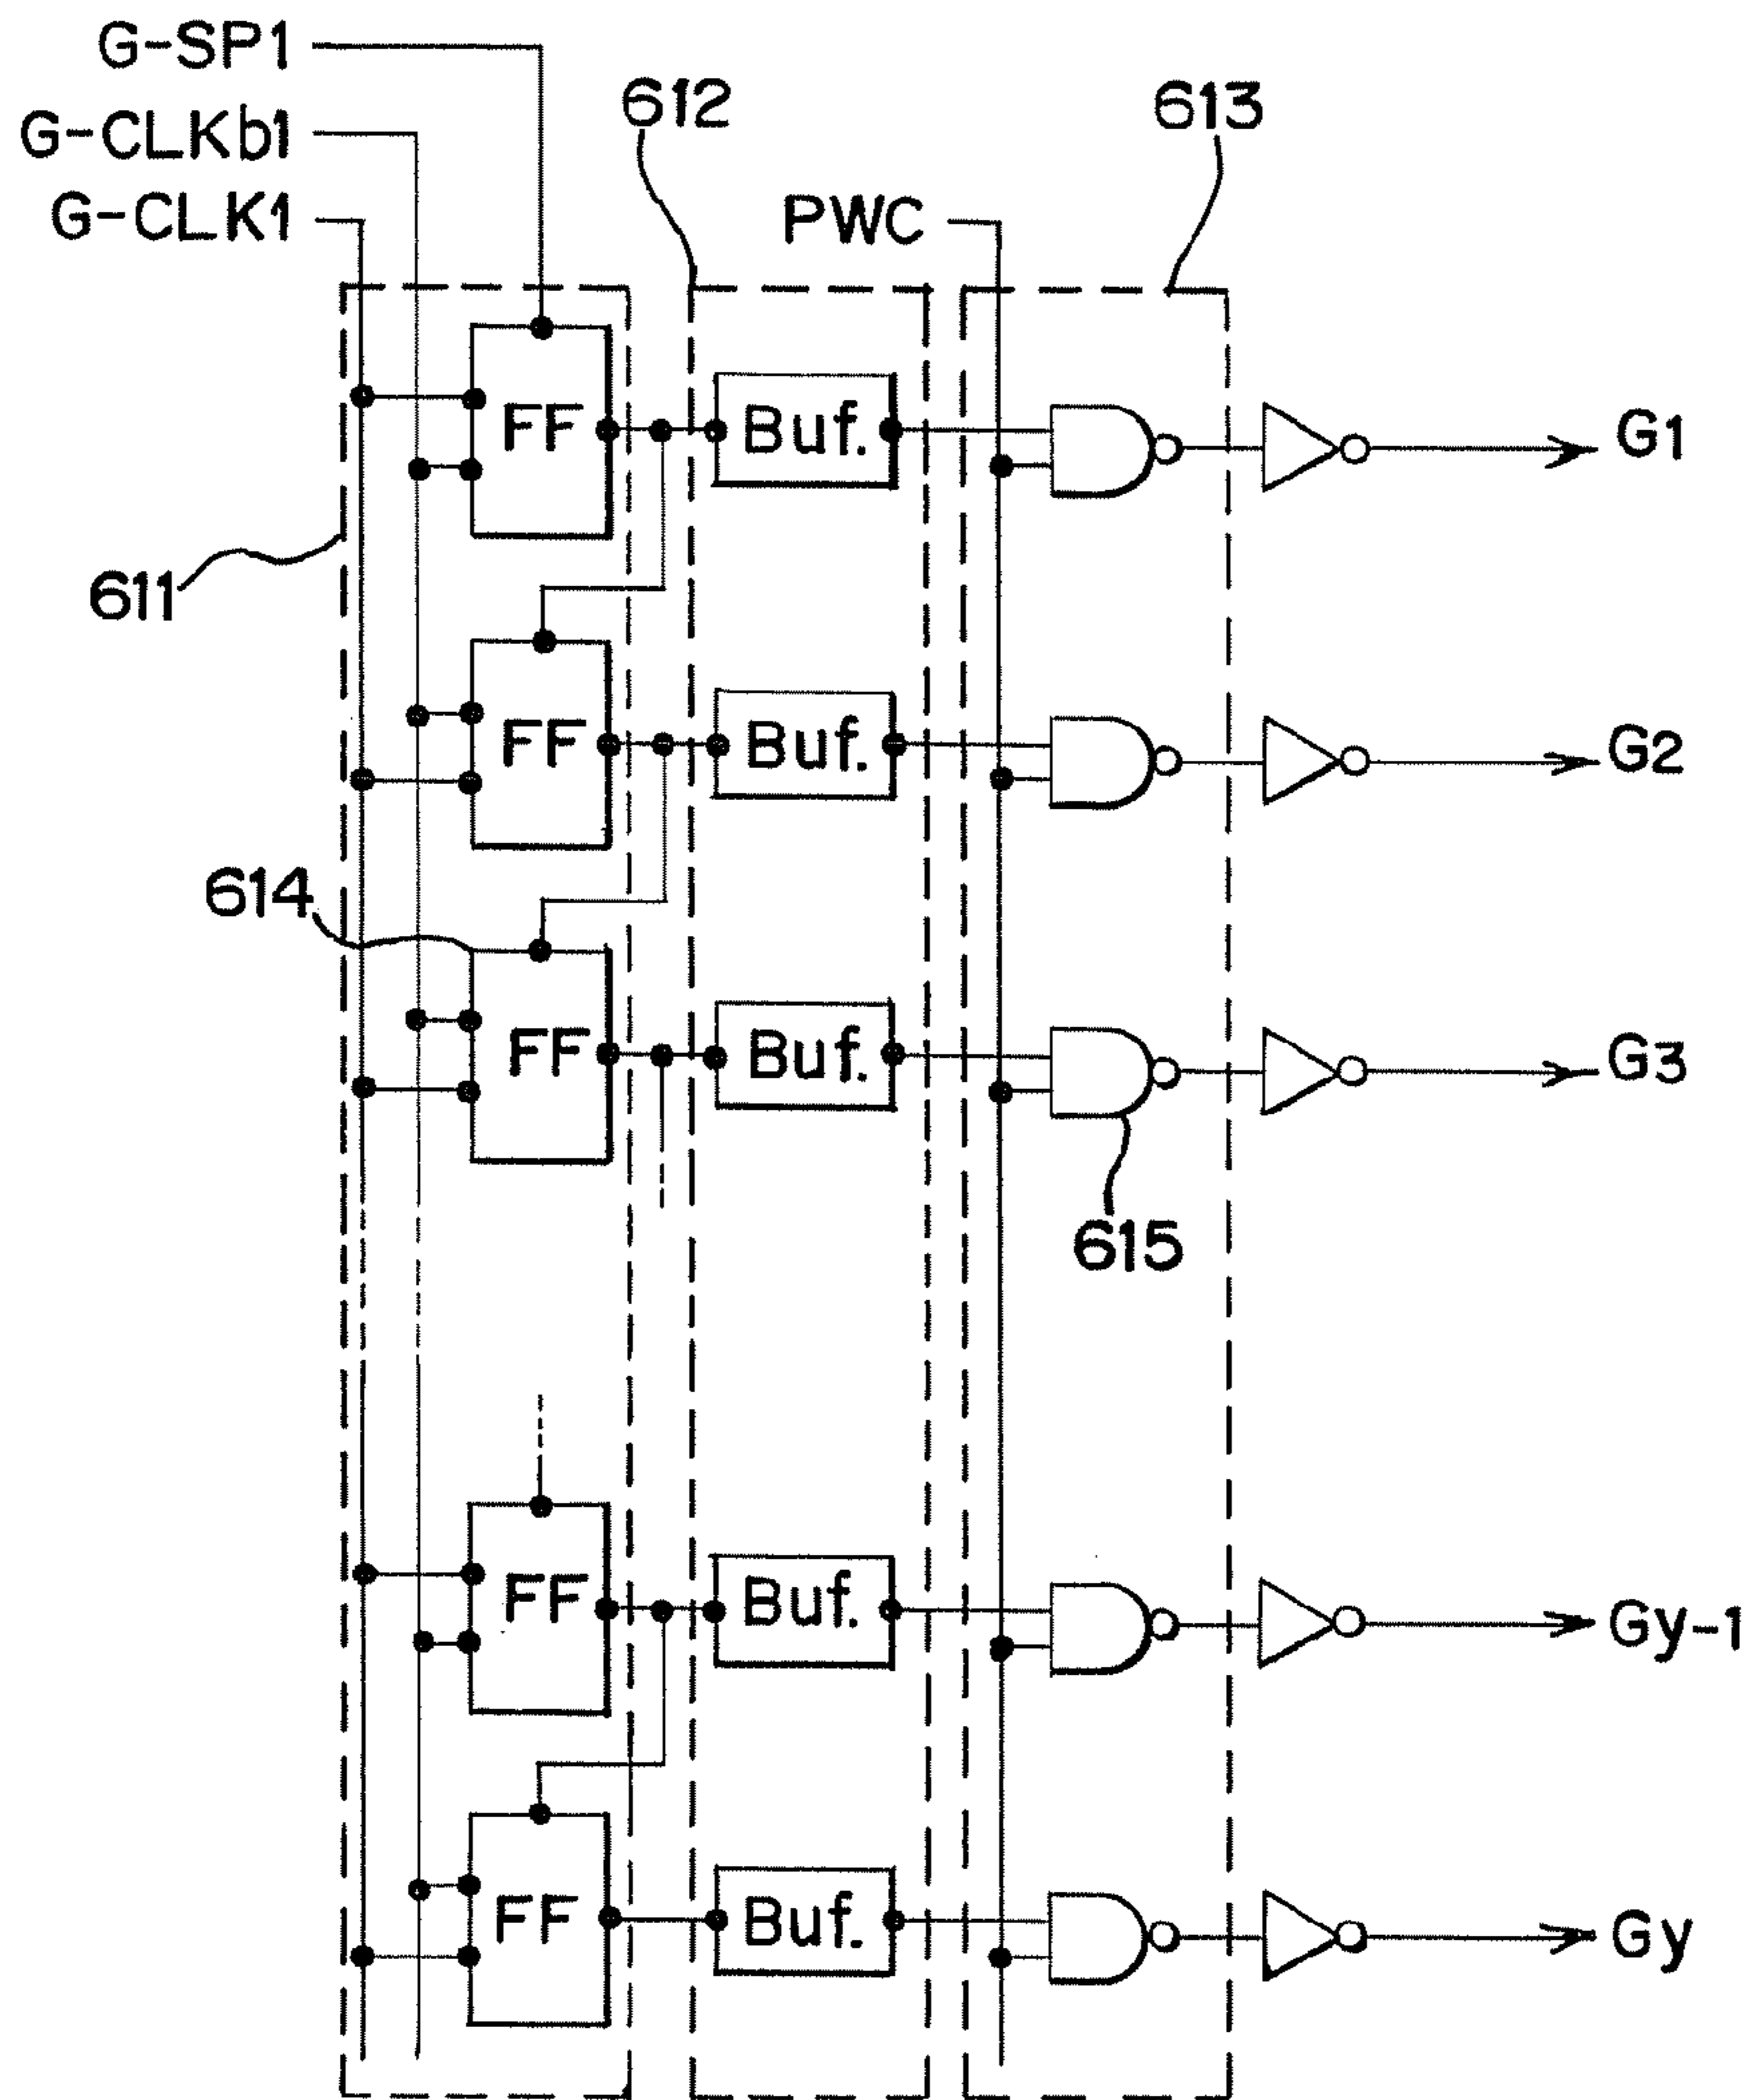 G-SP1
G-CLKb1
G-CLK1
612
613
PWC
611
FF
Buf.
G1
FF
Buf.
G2
614
FF
Buf.
G3
615
FF
Buf.
Gy-1
FF
Buf.
Gy